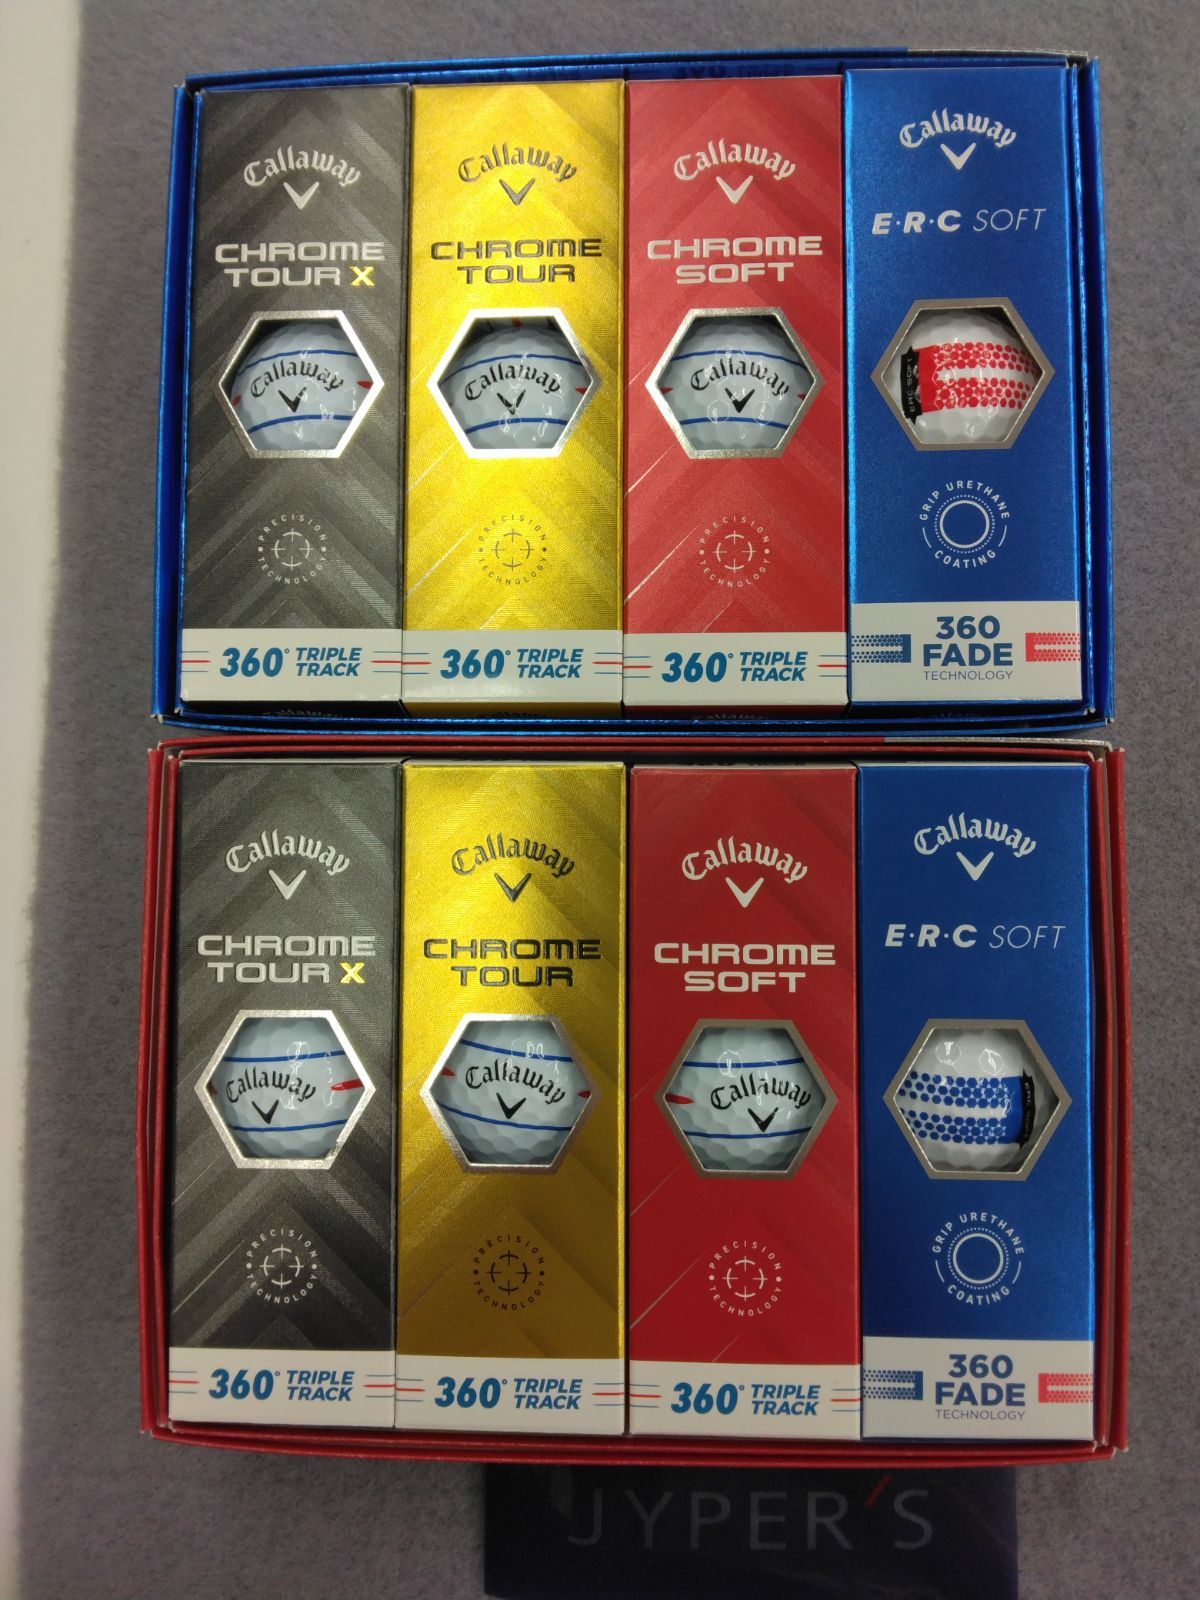 Callaway
CHROME
TOUR X
Callaway
PRECISION
TECHNOLOGY
360° TRIPLE
TRACK
Callaway
CHROME
TOUR
Callaway
PRECISION
TECHNOLOGY
360° TRIPLE
TRACK
Callaway
CHROME
SOFT
Callaway
PRECISION
TECHNOLOGY
360° TRIPLE
TRACK
Callaway
E·R·C SOFT
ERC SOFT
GRIP URETHANE
COATING
360
FADE
TECHNOLOGY
Callaway
CHROME
TOUR X
Callaway
PRECISION
TECHNOLOGY
360° TRIPLE
TRACK
Callaway
CHROME
TOUR
Callaway
PRECISION
TECHNOLOGY
360° TRIPLE
TRACK
Callaway
CHROME
SOFT
Callaway
PRECISION
TECHNOLOGY
360° TRIPLE
TRACK
Callaway
E·R·C SOFT
ERC
GRIP URETHANE
COATING
360
FADE
TECHNOLOGY
JYPER'S